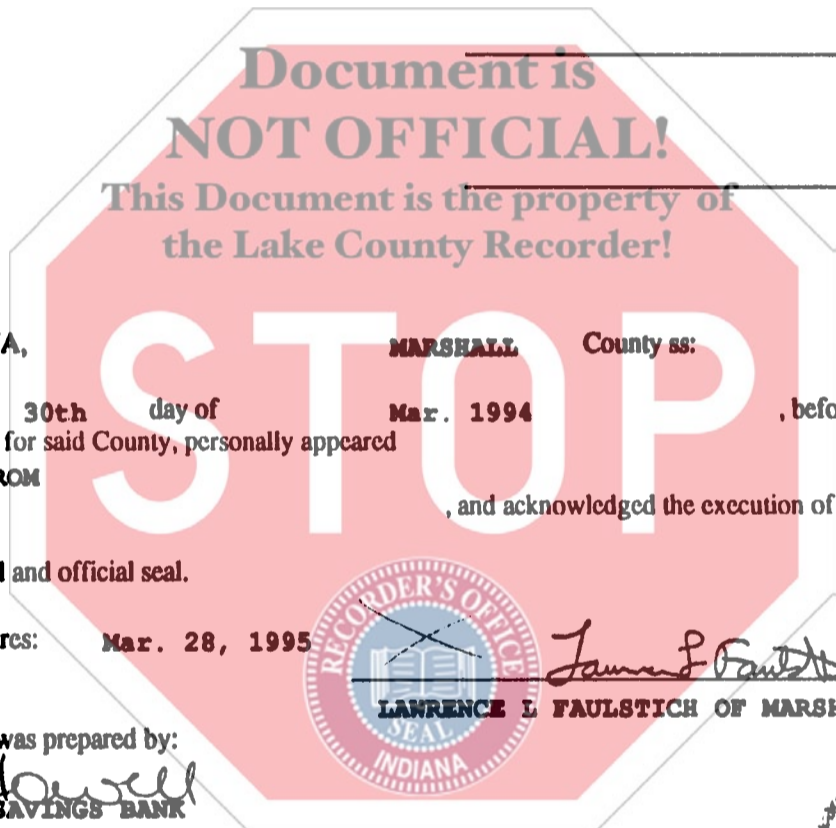 Document is
NOT OFFICIAL!
This Document is the property of
the Lake County Recorder!
STOP
A, MARSHALL County ss:
30th day of Mar. 1994 , befo
for said County, personally appeared
ROM
, and acknowledged the execution of
and official seal.
res: Mar. 28, 1995
RECORDER'S OFFICE
SEAL
INDIANA
LAWRENCE L FAULSTICH OF MARSH
was prepared by:
SAVINGS BANK